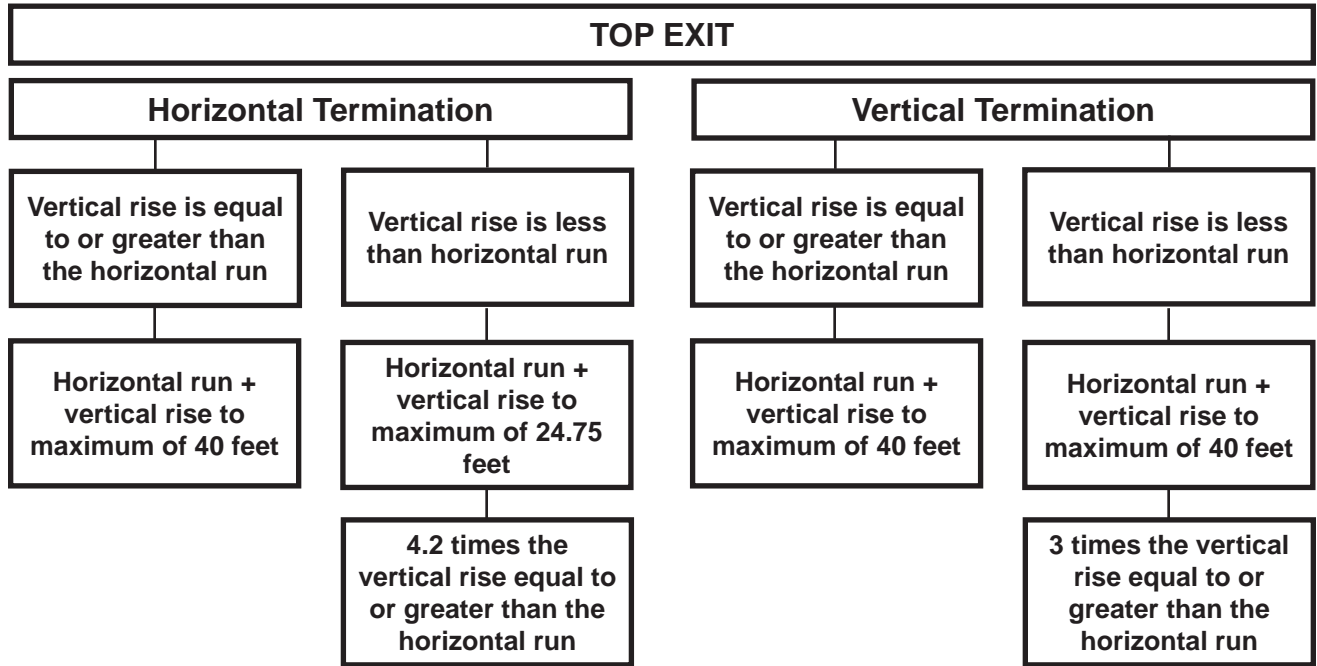 TOP EXIT
Horizontal Termination
Vertical rise is equal
to or greater than
the horizontal run
Horizontal run +
vertical rise to
maximum of 40 feet
Vertical rise is less
than horizontal run
Horizontal run +
vertical rise to
maximum of 24.75
feet
4.2 times the
vertical rise equal to
or greater than the
horizontal run
Vertical Termination
Vertical rise is equal
to or greater than
the horizontal run
Horizontal run +
vertical rise to
maximum of 40 feet
Vertical rise is less
than horizontal run
Horizontal run +
vertical rise to
maximum of 40 feet
3 times the vertical
rise equal to or
greater than the
horizontal run